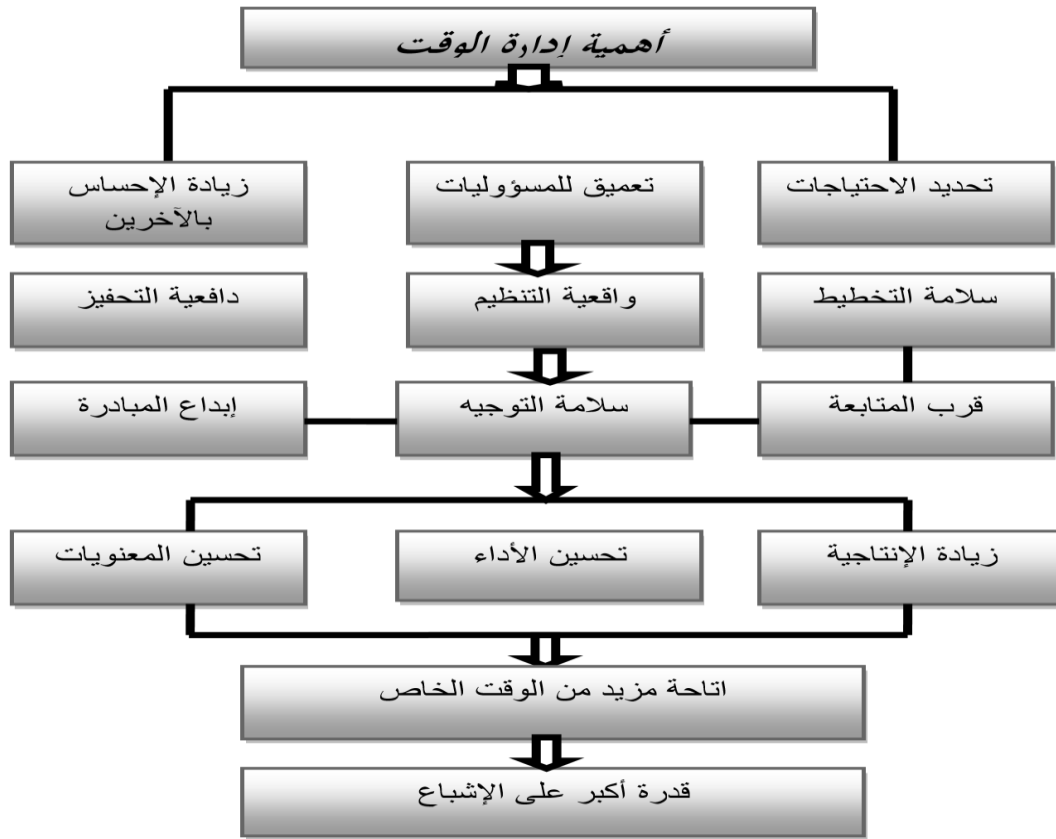 أهمية إدارة الوقت
تحديد الاحتياجات
تعميق للمسؤوليات
زيادة الإحساس
بالآخرين
سلامة التخطيط
واقعية التنظيم
دافعية التحفيز
قرب المتابعة
سلامة التوجيه
إبداع المبادرة
زيادة الإنتاجية
تحسين الأداء
تحسين المعنويات
اتاحة مزيد من الوقت الخاص
قدرة أكبر على الإشباع